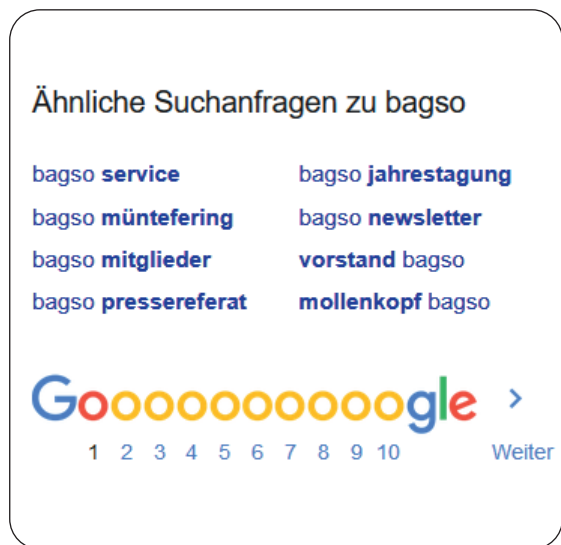 Ähnliche Suchanfragen zu bagso
bagso service
bagso jahrestagung
bagso müntefering
bagso newsletter
bagso mitglieder
vorstand bagso
bagso pressereferat
mollenkopf bagso
Goooooooooogle >
1 2 3 4 5 6 7 8 9 10 Weiter